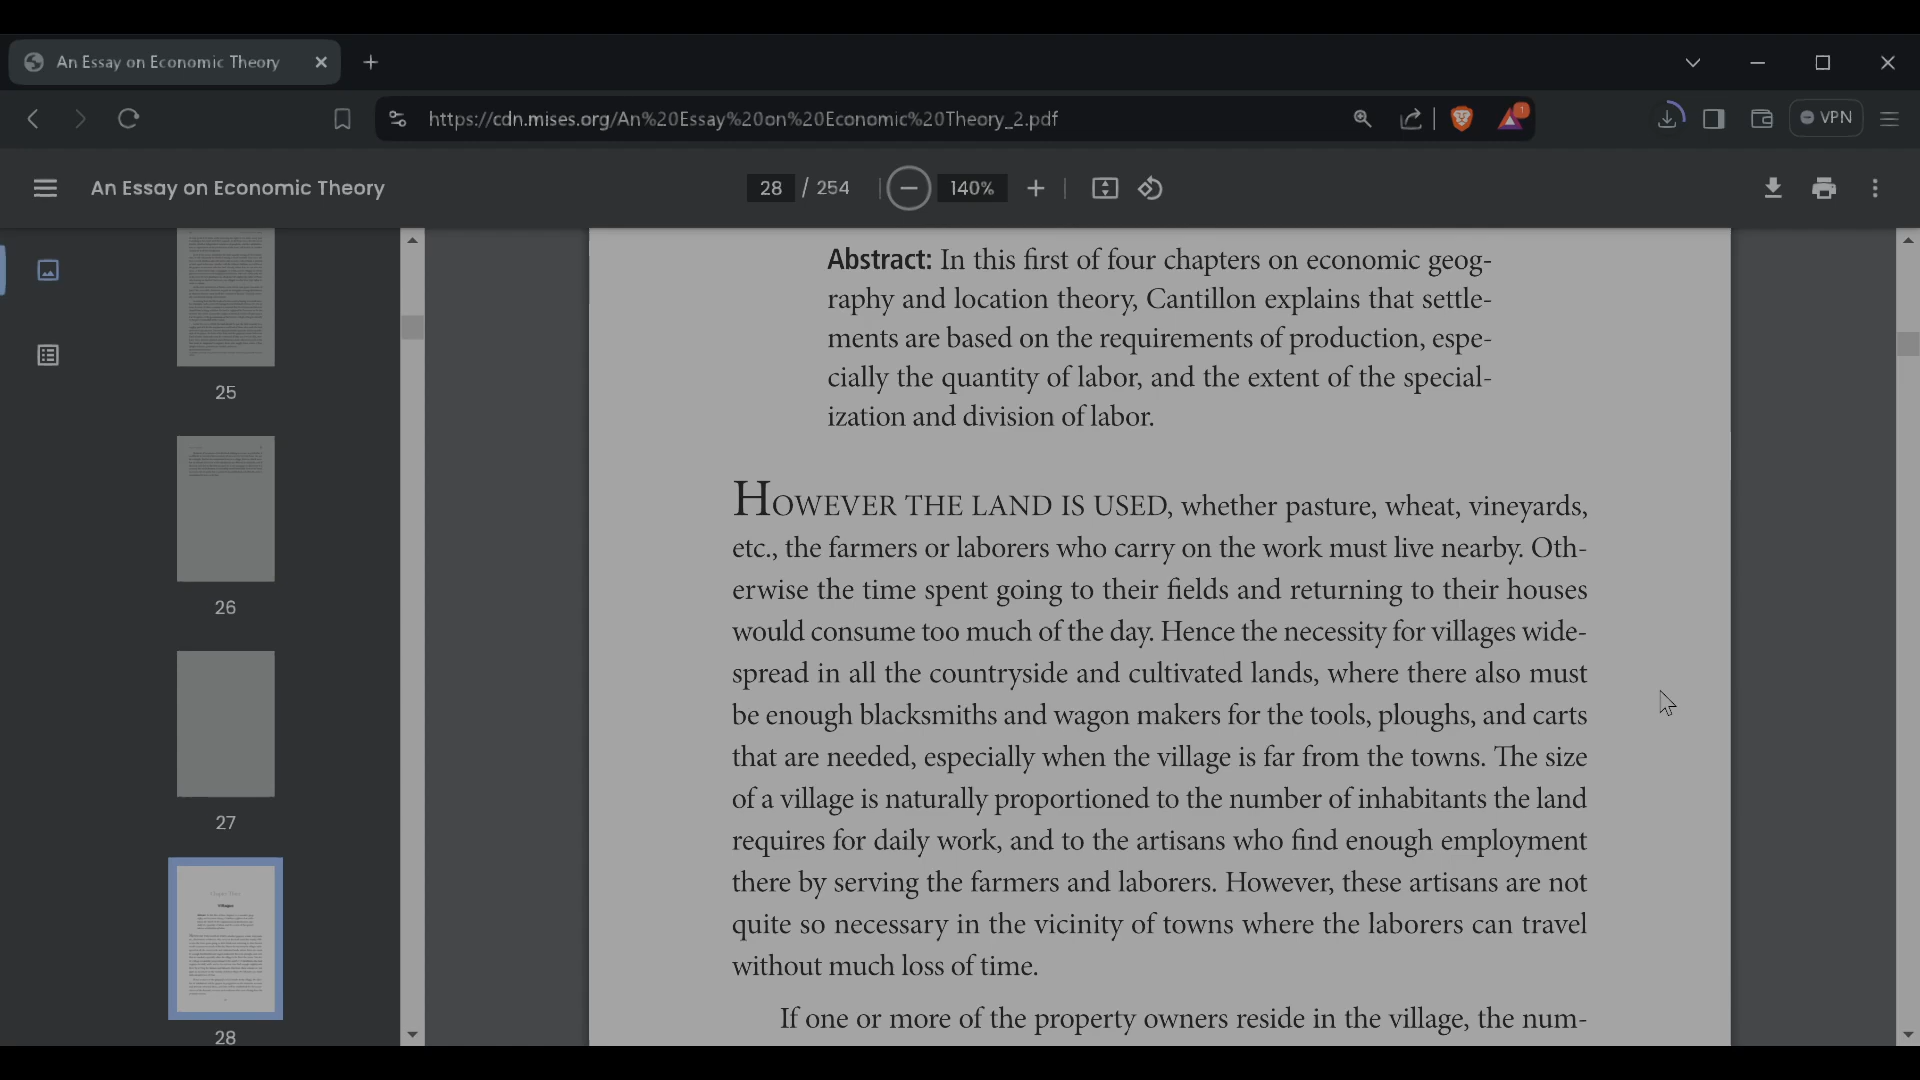 An Essay on Economic Theory
https://cdn.mises.org/An%20Essay%20on%20Economic%20Theory_2.pdf
1
VPN
An Essay on Economic Theory
28 / 254
140%
25
26
27
28
Abstract: In this first of four chapters on economic geog-
raphy and location theory, Cantillon explains that settle-
ments are based on the requirements of production, espe-
cially the quantity of labor, and the extent of the special-
ization and division of labor.
HOWEVER THE LAND IS USED, whether pasture, wheat, vineyards,
etc., the farmers or laborers who carry on the work must live nearby. Oth-
erwise the time spent going to their fields and returning to their houses
would consume too much of the day. Hence the necessity for villages wide-
spread in all the countryside and cultivated lands, where there also must
be enough blacksmiths and wagon makers for the tools, ploughs, and carts
that are needed, especially when the village is far from the towns. The size
of a village is naturally proportioned to the number of inhabitants the land
requires for daily work, and to the artisans who find enough employment
there by serving the farmers and laborers. However, these artisans are not
quite so necessary in the vicinity of towns where the laborers can travel
without much loss of time.
If one or more of the property owners reside in the village, the num-